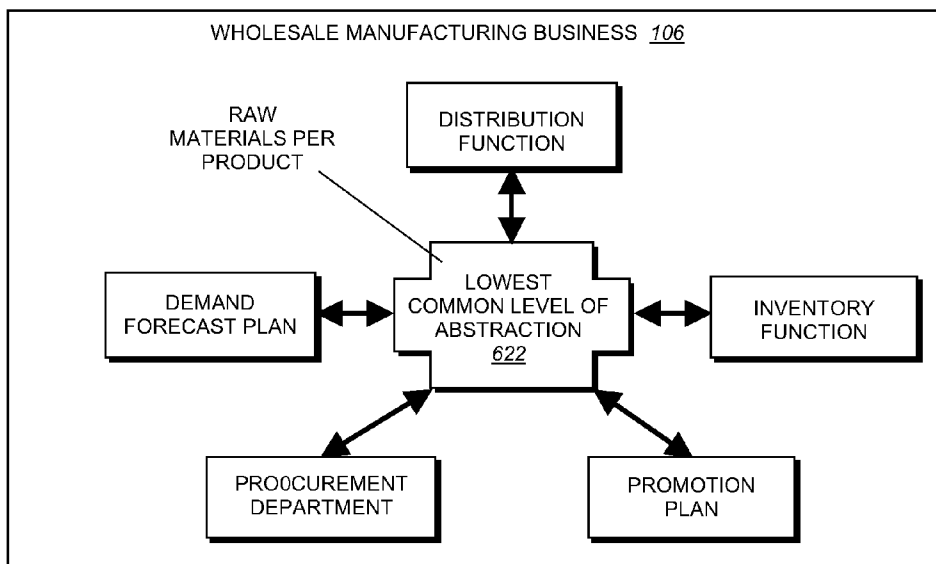 WHOLESALE MANUFACTURING BUSINESS 106
RAW
MATERIALS PER
PRODUCT
DISTRIBUTION
FUNCTION
DEMAND
FORECAST PLAN
LOWEST
COMMON LEVEL OF
ABSTRACTION
622
INVENTORY
FUNCTION
PRO0CUREMENT
DEPARTMENT
PROMOTION
PLAN